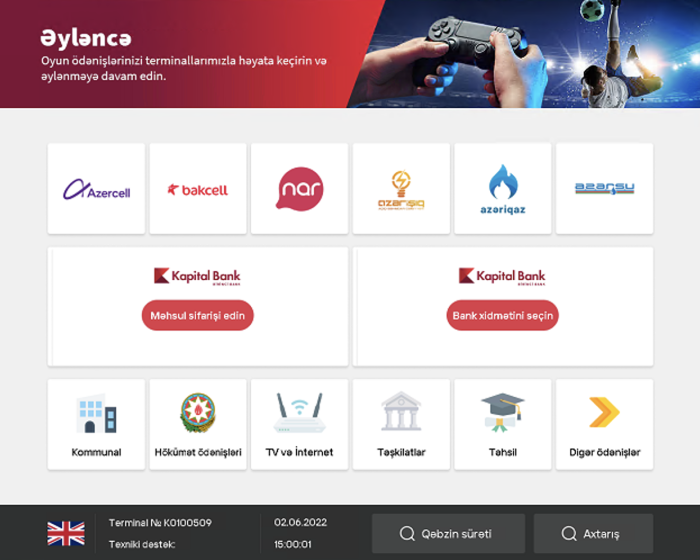 Əyləncə
Oyun ödənişlərinizi terminallarımızla həyata keçirin və
əylənməyə davam edin.
Azercell
bakcell
nar
azərişıq
azəriqaz
azərsu
Kapital Bank
BİRİNCİ BANK
Məhsul sifarişi edin
Kapital Bank
BİRİNCİ BANK
Bank xidmətini seçin
Kommunal
Hökümət ödənişləri
TV və İnternet
Təşkilatlar
Təhsil
Digər ödənişlər
Terminal № K0100509
Texniki dəstək:
02.06.2022
15:00:01
Qəbzin sürəti
Axtarış